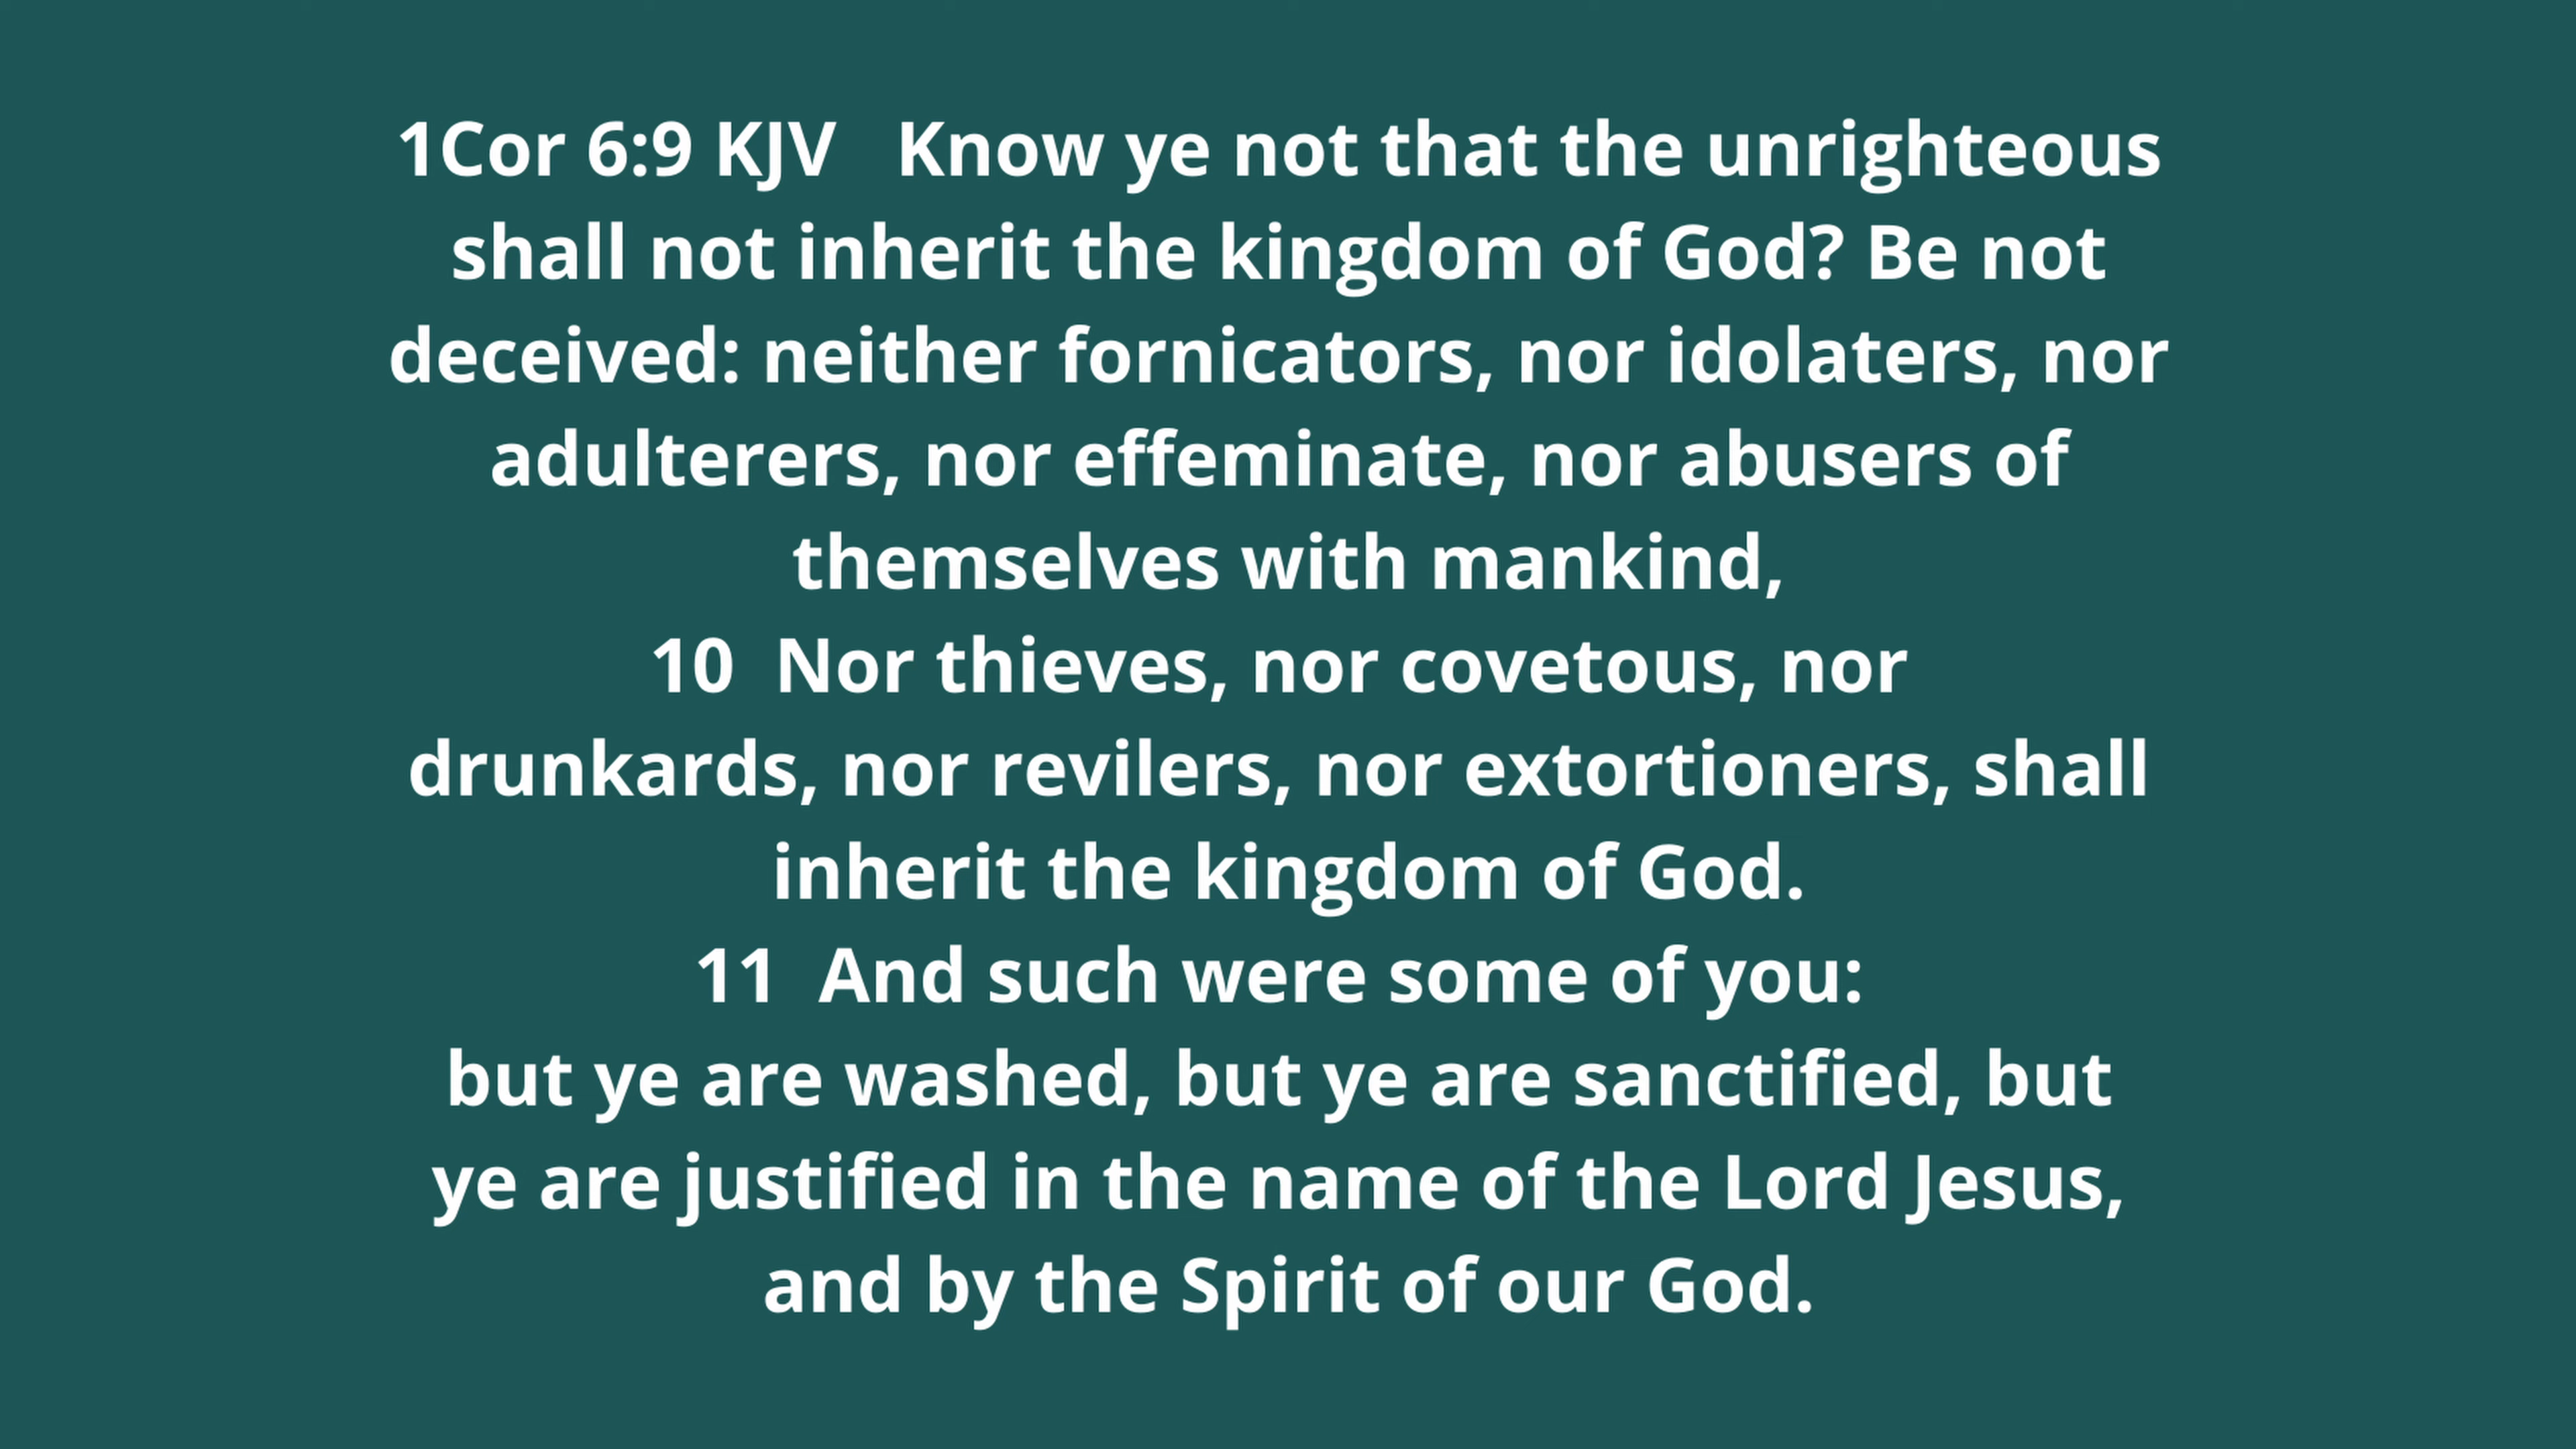 1Cor 6:9 KJV   Know ye not that the unrighteous
shall not inherit the kingdom of God? Be not
deceived: neither fornicators, nor idolaters, nor
adulterers, nor effeminate, nor abusers of
themselves with mankind,
10  Nor thieves, nor covetous, nor
drunkards, nor revilers, nor extortioners, shall
inherit the kingdom of God.
11  And such were some of you:
but ye are washed, but ye are sanctified, but
ye are justified in the name of the Lord Jesus,
and by the Spirit of our God.